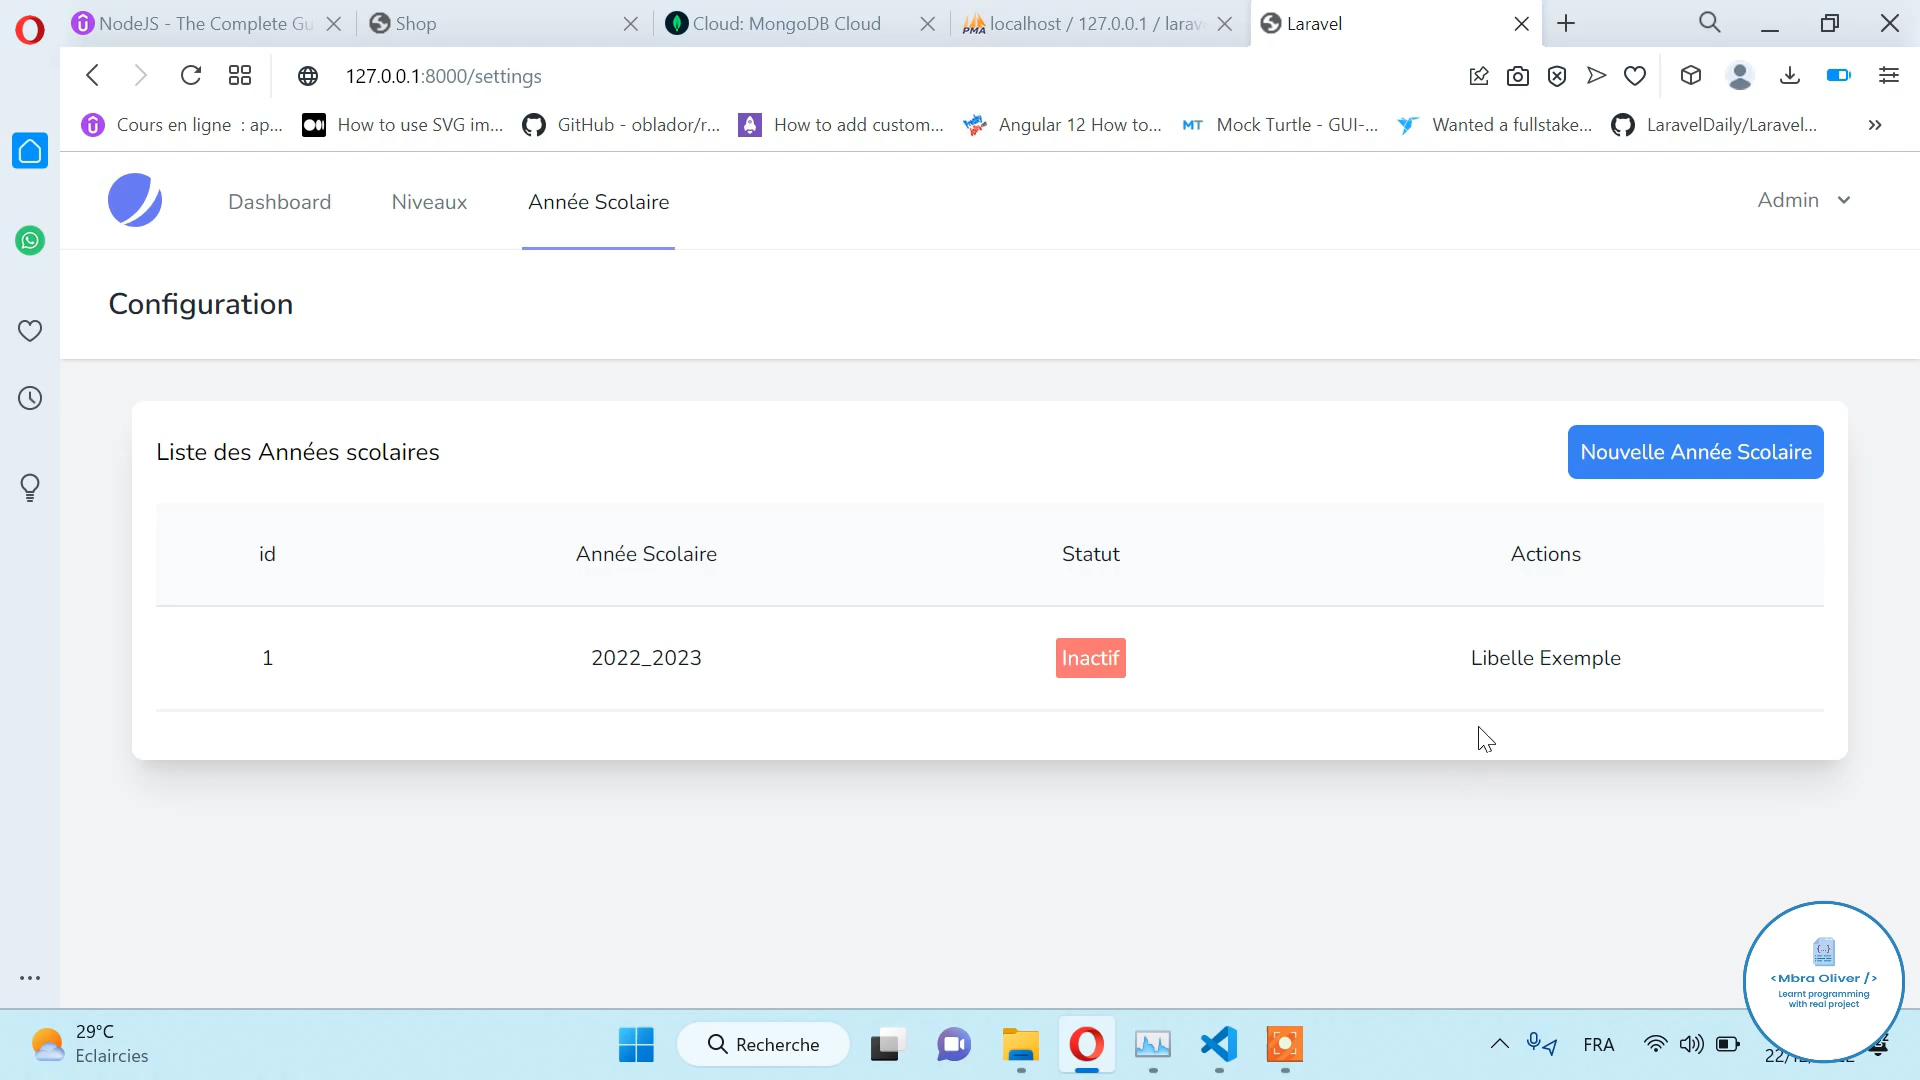 NodeJS - The Complete Gu
Shop
Cloud: MongoDB Cloud
PMA
localhost / 127.0.0.1 / larav
Laravel
127.0.0.1:8000/settings
Cours en ligne : ap...
How to use SVG im...
GitHub - oblador/r...
How to add custom...
Angular 12 How to...
MT
Mock Turtle - GUI-...
Wanted a fullstake...
LaravelDaily/Laravel...
Dashboard
Niveaux
Année Scolaire
Admin
Configuration
Liste des Années scolaires
Nouvelle Année Scolaire
id
Année Scolaire
Statut
Actions
1
2022_2023
Inactif
Libelle Exemple
{...}
<Mbra Oliver />
Learnt programming
with real project
29°C
Eclaircies
Recherche
FRA